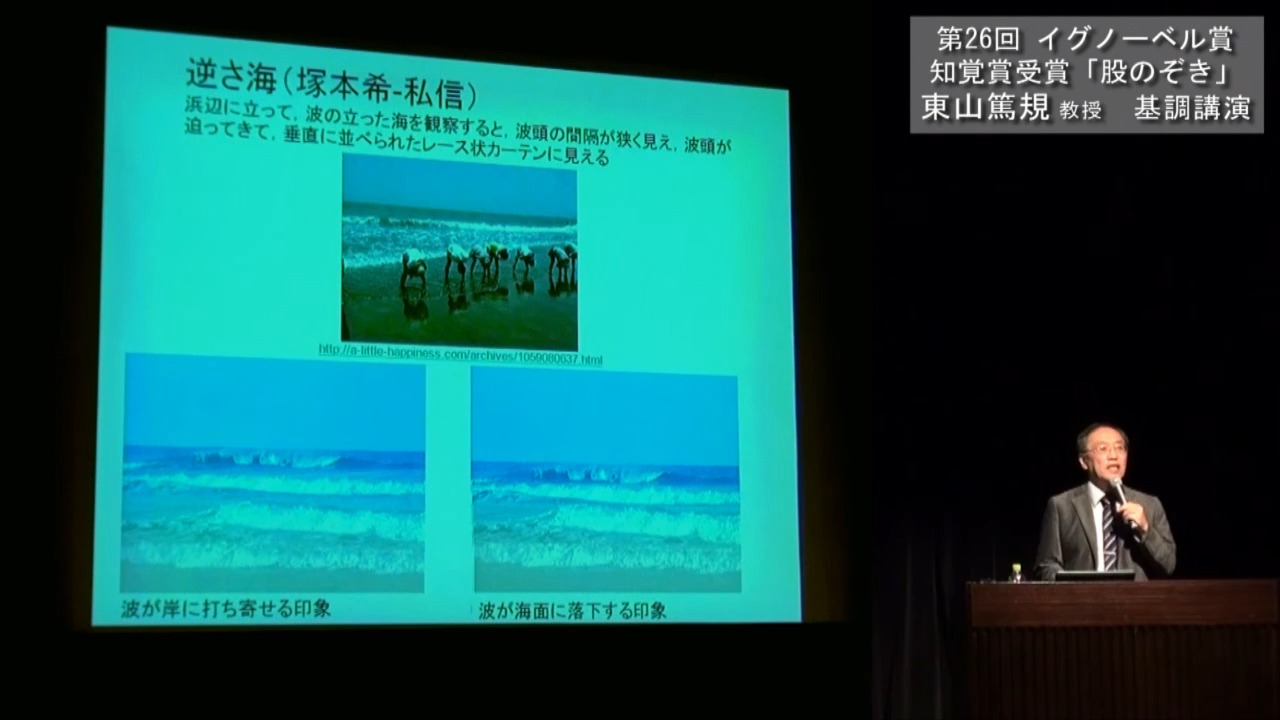 逆さ海(塚本希-私信)
浜辺に立って,波の立った海を観察すると,波頭の間隔が狭く見え,波頭が
迫ってきて,垂直に並べられたレース状カーテンに見える
http://a-little-happiness.com/archives/1059080637.html
波が岸に打ち寄せる印象
波が海面に落下する印象
第26回 イグノーベル賞
知覚賞受賞「股のぞき」
東山篤規 教授 基調講演